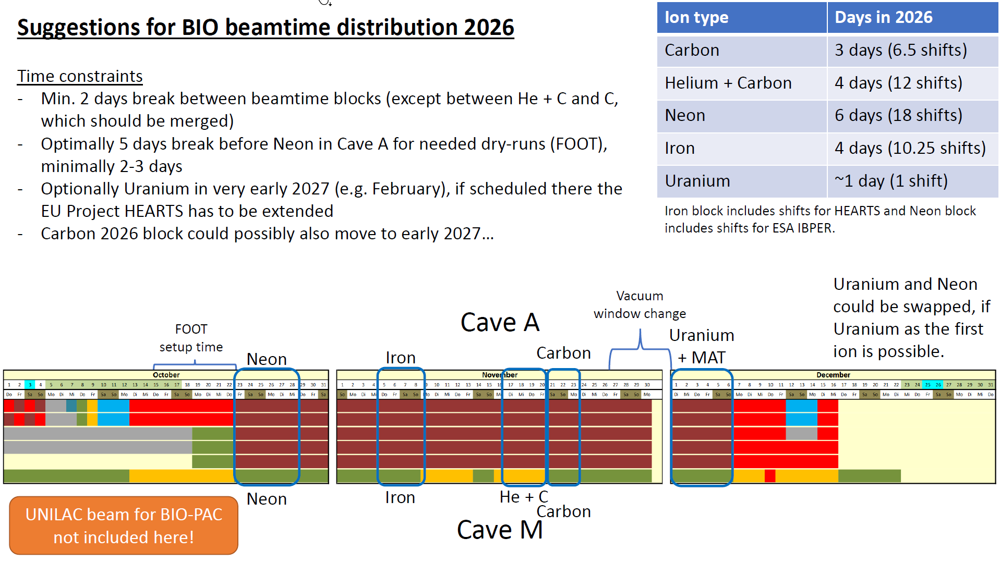 Suggestions for BIO beamtime distribution 2026
Time constraints
- Min. 2 days break between beamtime blocks (except between He + C and C,
which should be merged)
- Optimally 5 days break before Neon in Cave A for needed dry-runs (FOOT),
minimally 2-3 days
- Optionally Uranium in very early 2027 (e.g. February), if scheduled there the
EU Project HEARTS has to be extended
- Carbon 2026 block could possibly also move to early 2027...
Ion type Days in 2026
Carbon 3 days (6.5 shifts)
Helium + Carbon 4 days (12 shifts)
Neon 6 days (18 shifts)
Iron 4 days (10.25 shifts)
Uranium ~1 day (1 shift)
Iron block includes shifts for HEARTS and Neon block
includes shifts for ESA IBPER.
Uranium and Neon
could be swapped, if
Uranium as the first
ion is possible.
Cave A
FOOT
setup time
Neon
Iron
Carbon
Vacuum
window change
Uranium
+ MAT
October
1 2 3 4 5 6 7 8 9 10 11 12 13 14 15 16 17 18 19 20 21 22 23 24 25 26 27 28 29 30 31
Do Fr Sa So Mo Di Mi Do Fr Sa So Mo Di Mi Do Fr Sa So Mo Di Mi Do Fr Sa So Mo Di Mi Do Fr Sa
November
1 2 3 4 5 6 7 8 9 10 11 12 13 14 15 16 17 18 19 20 21 22 23 24 25 26 27 28 29 30
So Mo Di Mi Do Fr Sa So Mo Di Mi Do Fr Sa So Mo Di Mi Do Fr Sa So Mo Di Mi Do Fr Sa So Mo
December
1 2 3 4 5 6 7 8 9 10 11 12 13 14 15 16 17 18 19 20 21 22 23 24 25 26 27 28 29 30 31
Di Mi Do Fr Sa So Mo Di Mi Do Fr Sa So Mo Di Mi Do Fr Sa So Mo Di Mi Do Fr Sa So Mo Di Mi Do
Neon
Iron
He + C
Carbon
Cave M
UNILAC beam for BIO-PAC
not included here!